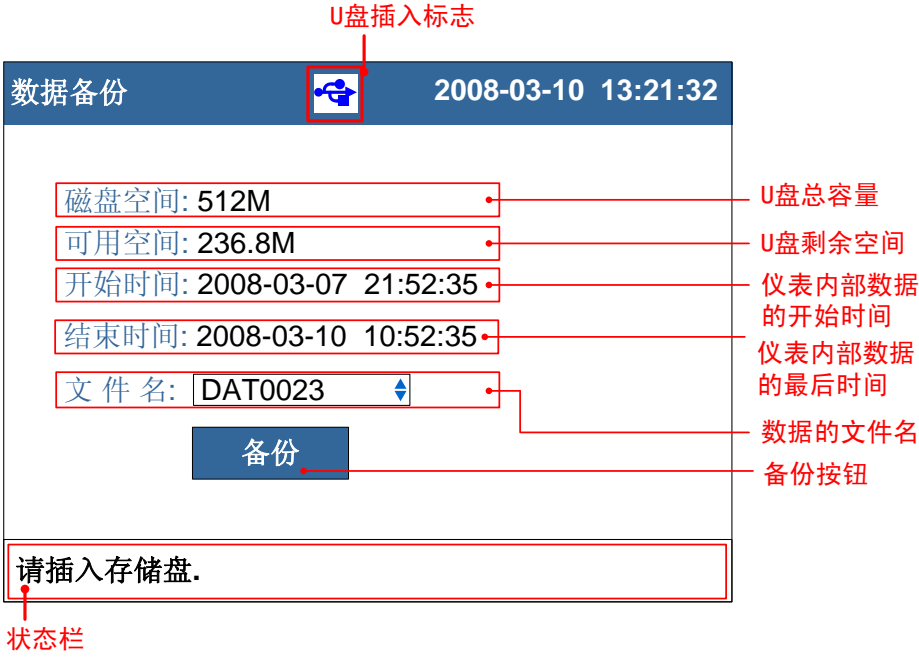 U盘插入标志
数据备份 2008-03-10 13:21:32
磁盘空间: 512M
U盘总容量
可用空间: 236.8M
U盘剩余空间
开始时间: 2008-03-07 21:52:35
仪表内部数据
的开始时间
结束时间: 2008-03-10 10:52:35
仪表内部数据
的最后时间
文 件 名: DAT0023
数据的文件名
备份
备份按钮
请插入存储盘.
状态栏